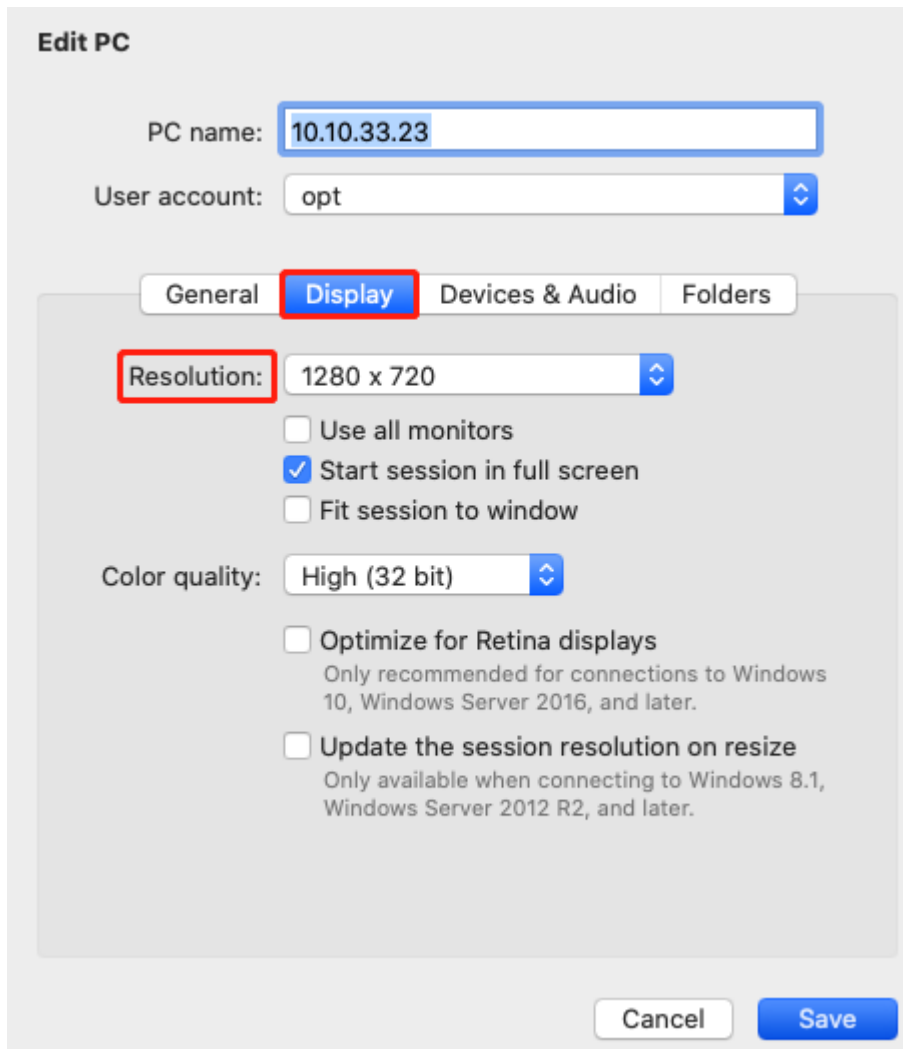 Edit PC
PC name: 10.10.33.23
User account: opt
General Display Devices & Audio Folders
Resolution: 1280 x 720
Use all monitors
Start session in full screen
Fit session to window
Color quality: High (32 bit)
Optimize for Retina displays
Only recommended for connections to Windows
10, Windows Server 2016, and later.
Update the session resolution on resize
Only available when connecting to Windows 8.1,
Windows Server 2012 R2, and later.
Cancel Save